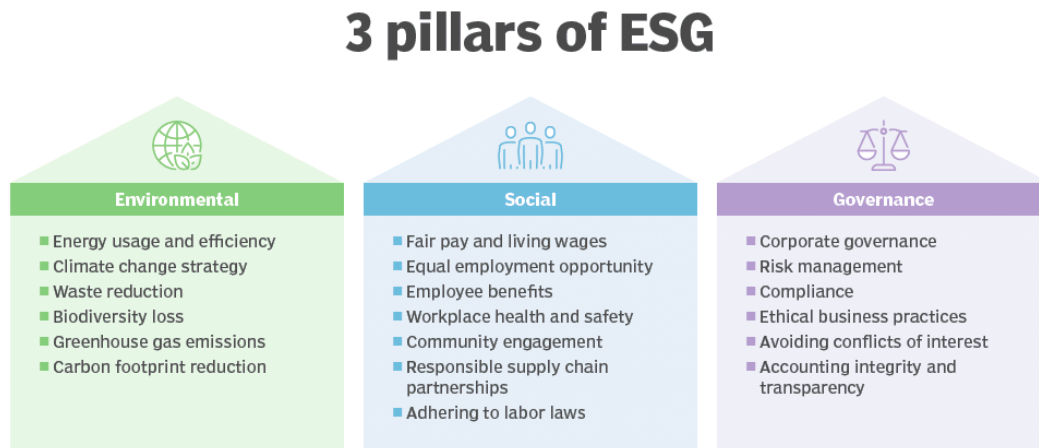 3 pillars of ESG
Environmental
Energy usage and efficiency
Climate change strategy
Waste reduction
Biodiversity loss
Greenhouse gas emissions
Carbon footprint reduction
Social
Fair pay and living wages
Equal employment opportunity
Employee benefits
Workplace health and safety
Community engagement
Responsible supply chain
partnerships
Adhering to labor laws
Governance
Corporate governance
Risk management
Compliance
Ethical business practices
Avoiding conflicts of interest
Accounting integrity and
transparency